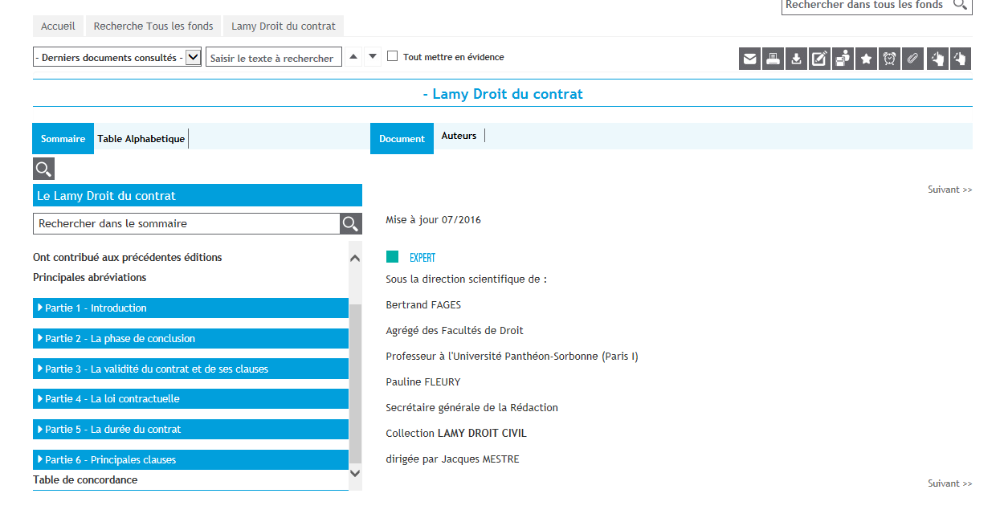 Rechercher dans tous les fonds
Accueil Recherche Tous les fonds Lamy Droit du contrat
- Derniers documents consultés - Saisir le texte à rechercher Tout mettre en évidence
- Lamy Droit du contrat
Sommaire Table Alphabetique
Document Auteurs
Le Lamy Droit du contrat
Rechercher dans le sommaire
Ont contribué aux précédentes éditions
Principales abréviations
Partie 1 - Introduction
Partie 2 - La phase de conclusion
Partie 3 - La validité du contrat et de ses clauses
Partie 4 - La loi contractuelle
Partie 5 - La durée du contrat
Partie 6 - Principales clauses
Table de concordance
Suivant >>
Mise à jour 07/2016
EXPERT
Sous la direction scientifique de :
Bertrand FAGES
Agrégé des Facultés de Droit
Professeur à l'Université Panthéon-Sorbonne (Paris I)
Pauline FLEURY
Secrétaire générale de la Rédaction
Collection LAMY DROIT CIVIL
dirigée par Jacques MESTRE
Suivant >>